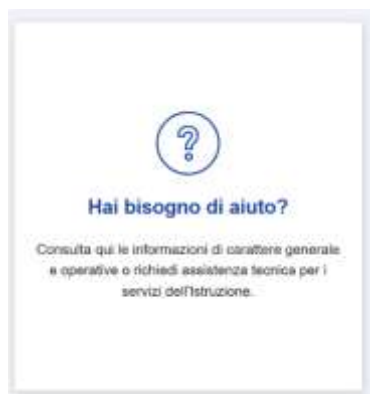 ?
Hai bisogno di aiuto?
Consulta qui le informazioni di carattere generale
e operative o richiedi assistenza tecnica per i
servizi dell'Istruzione.